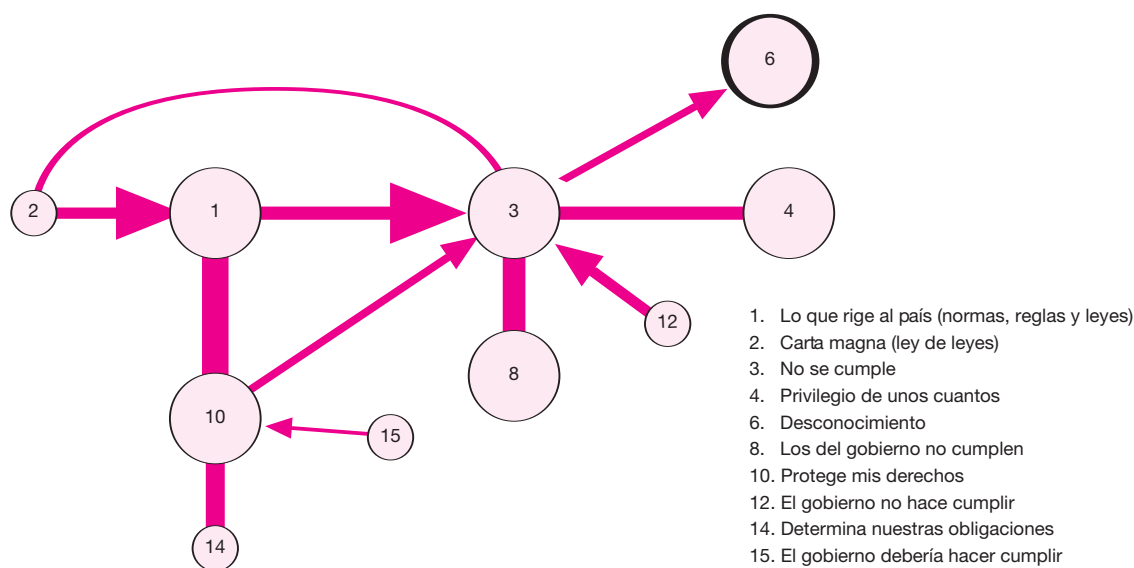 6
2
1
3
4
12
8
10
15
14
1. Lo que rige al país (normas, reglas y leyes)
2. Carta magna (ley de leyes)
3. No se cumple
4. Privilegio de unos cuantos
6. Desconocimiento
8. Los del gobierno no cumplen
10. Protege mis derechos
12. El gobierno no hace cumplir
14. Determina nuestras obligaciones
15. El gobierno debería hacer cumplir